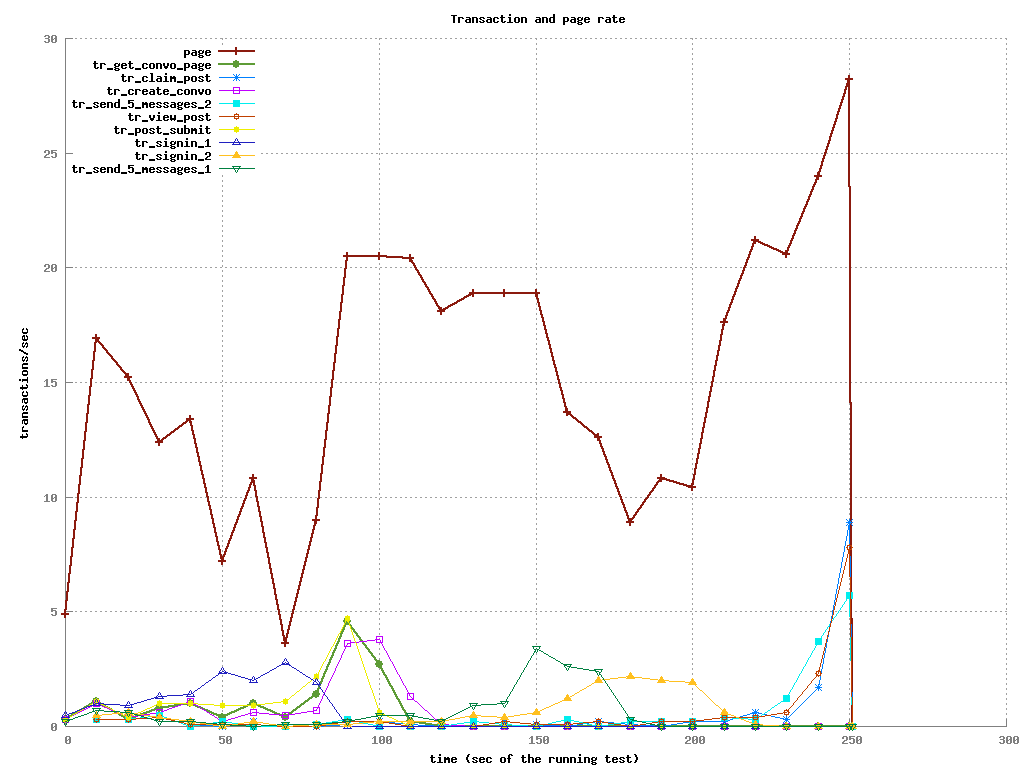 Transaction and page rate
30
25
20
15
10
5
0
transactions/sec
page
tr_get_convo_page
tr_claim_post
tr_create_convo
tr_send_5_messages_2
tr_view_post
tr_post_submit
tr_signin_1
tr_signin_2
tr_send_5_messages_1
0 50 100 150 200 250 300
time (sec of the running test)